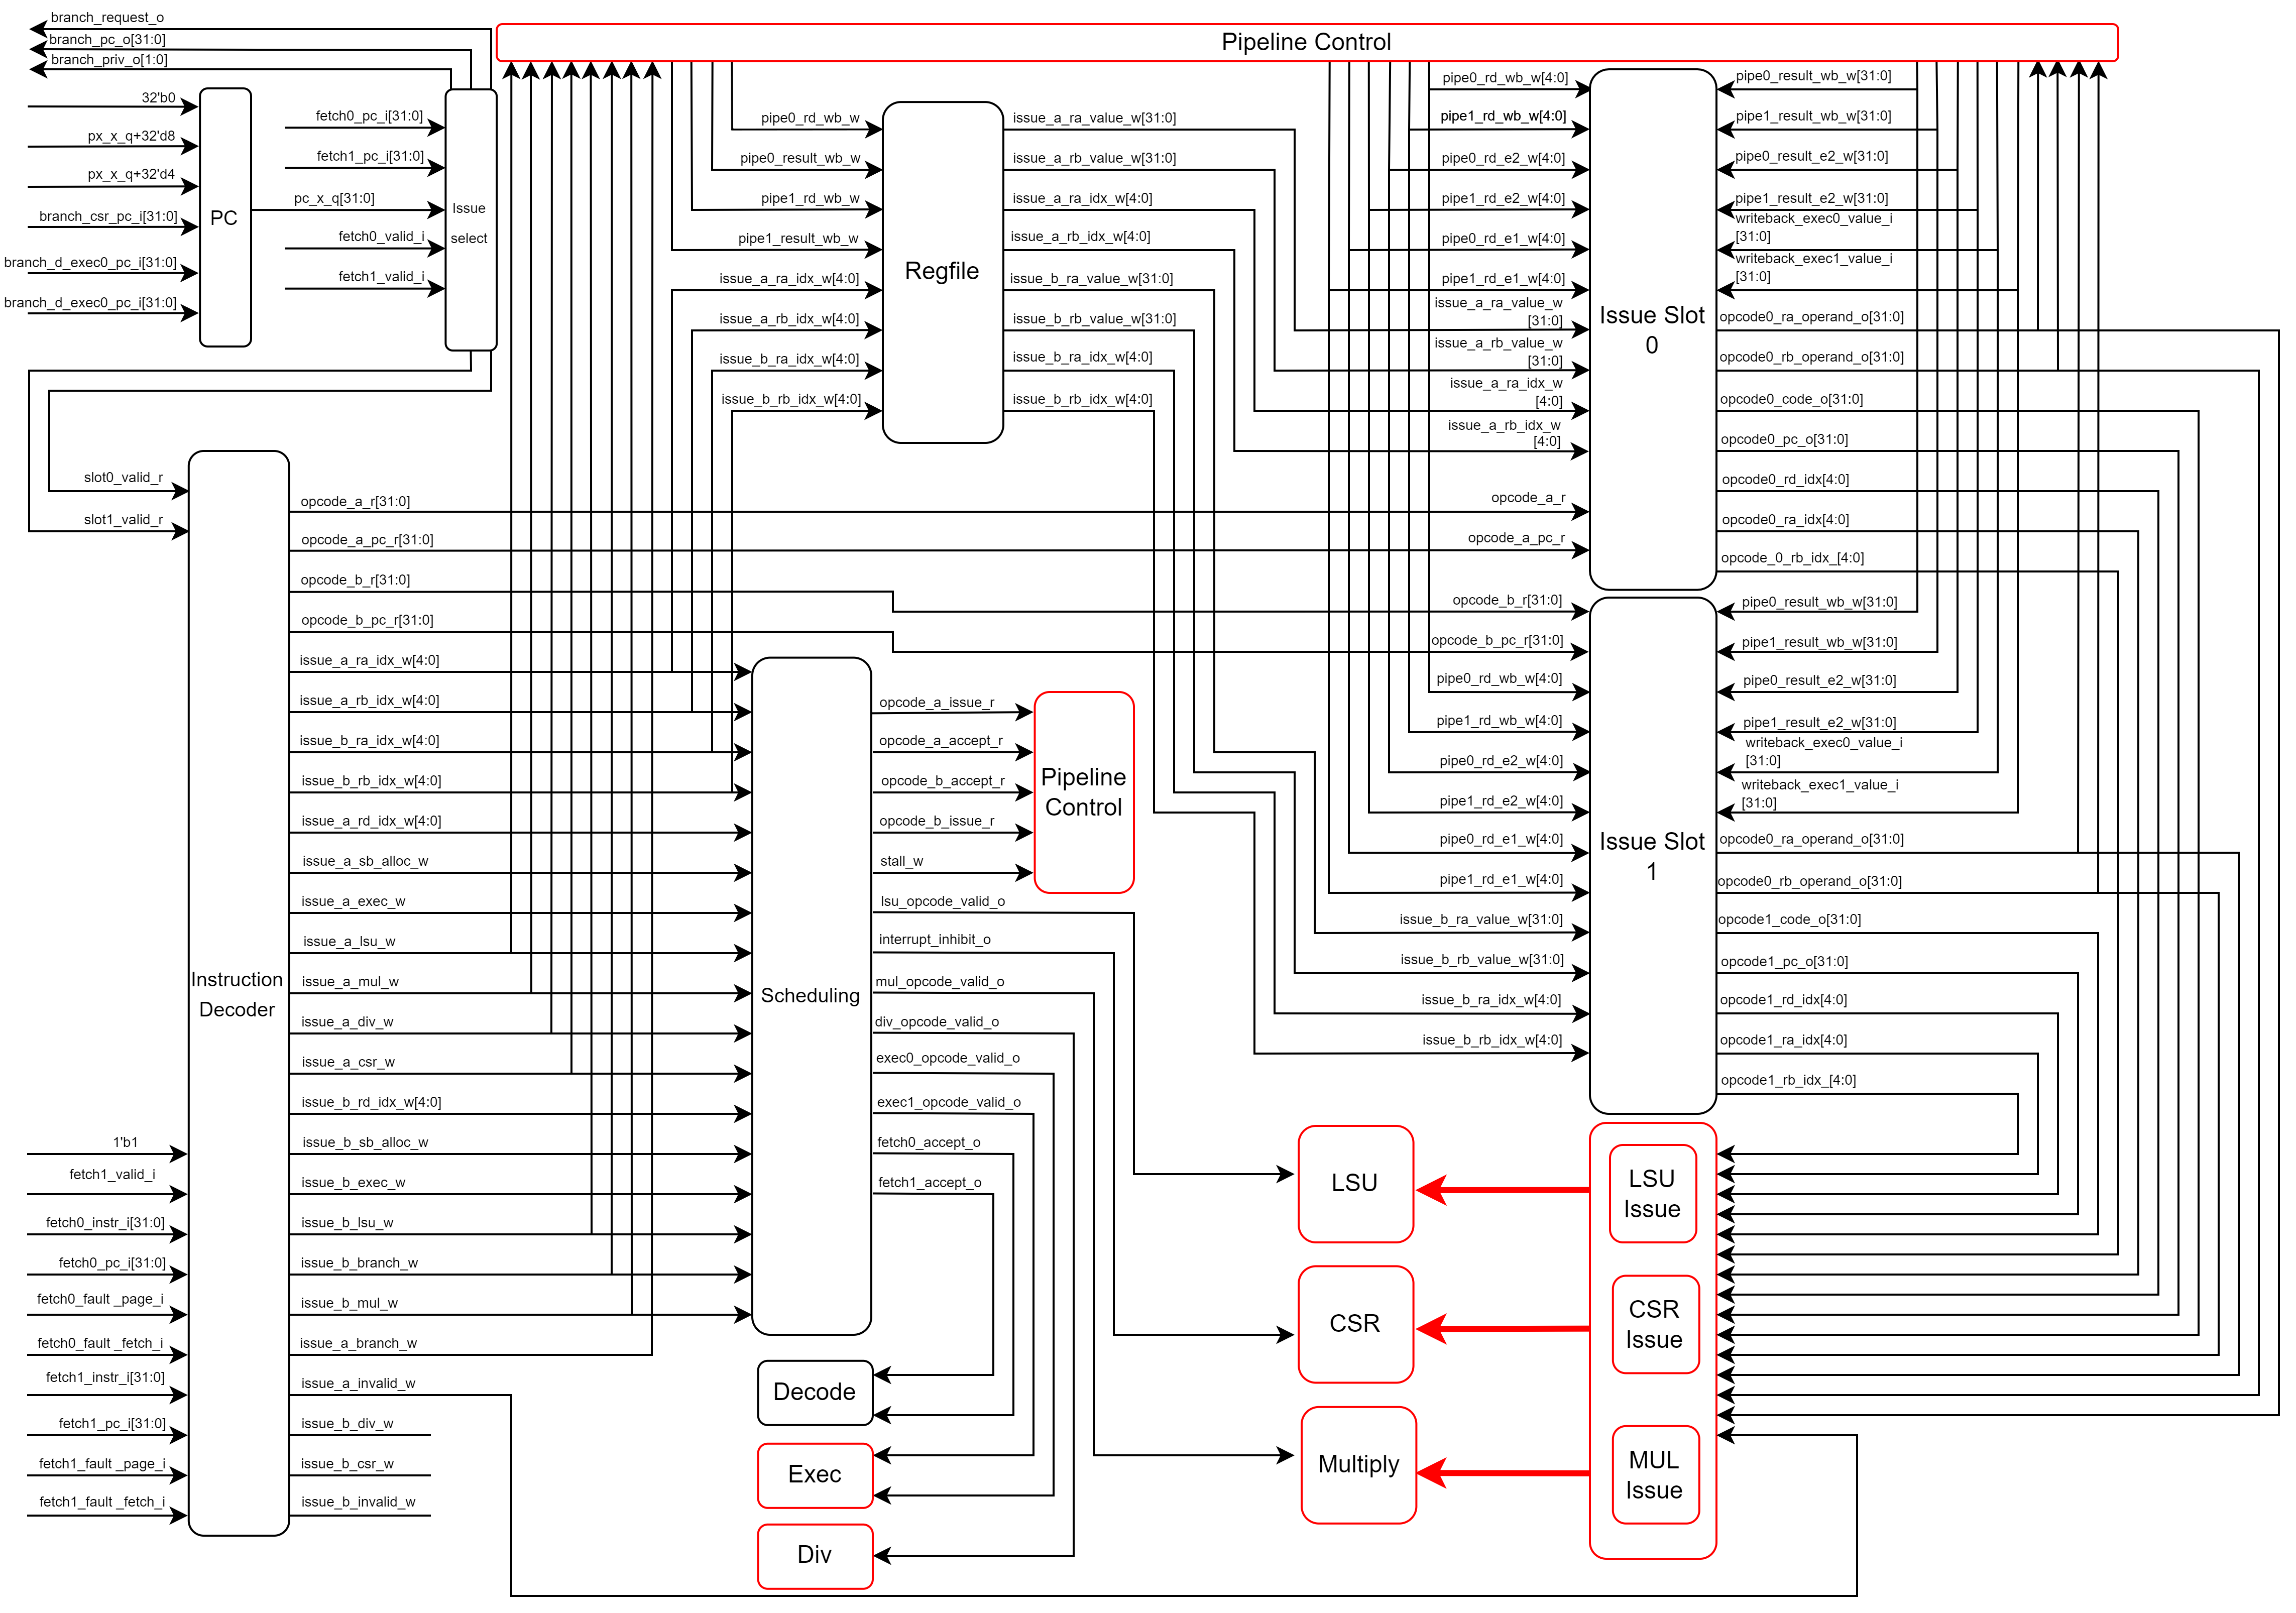 branch_request_o
branch_pc_o[31:0]
branch_priv_o[1:0]
Pipeline Control
32'b0
px_x_q+32'd8
px_x_q+32'd4
branch_csr_pc_i[31:0]
branch_d_exec0_pc_i[31:0]
branch_d_exec0_pc_i[31:0]
PC
pc_x_q[31:0]
fetch0_pc_i[31:0]
fetch1_pc_i[31:0]
fetch0_valid_i
fetch1_valid_i
Issue
select
pipe0_rd_wb_w
pipe0_result_wb_w
pipe1_rd_wb_w
pipe1_result_wb_w
issue_a_ra_idx_w[4:0]
issue_a_rb_idx_w[4:0]
issue_b_ra_idx_w[4:0]
issue_b_rb_idx_w[4:0]
Regfile
issue_a_ra_value_w[31:0]
issue_a_rb_value_w[31:0]
issue_a_ra_idx_w[4:0]
issue_a_rb_idx_w[4:0]
issue_b_ra_value_w[31:0]
issue_b_rb_value_w[31:0]
issue_b_ra_idx_w[4:0]
issue_b_rb_idx_w[4:0]
pipe0_rd_wb_w[4:0]
pipe1_rd_wb_w[4:0]
pipe0_rd_e2_w[4:0]
pipe1_rd_e2_w[4:0]
pipe0_rd_e1_w[4:0]
pipe1_rd_e1_w[4:0]
issue_a_ra_value_w
[31:0]
issue_a_rb_value_w
[31:0]
issue_a_ra_idx_w
[4:0]
issue_a_rb_idx_w
[4:0]
opcode_a_r
opcode_a_pc_r
Issue Slot
0
pipe0_result_wb_w[31:0]
pipe1_result_wb_w[31:0]
pipe0_result_e2_w[31:0]
pipe1_result_e2_w[31:0]
writeback_exec0_value_i
[31:0]
writeback_exec1_value_i
[31:0]
opcode0_ra_operand_o[31:0]
opcode0_rb_operand_o[31:0]
opcode0_code_o[31:0]
opcode0_pc_o[31:0]
opcode0_rd_idx[4:0]
opcode0_ra_idx[4:0]
opcode_0_rb_idx_[4:0]
slot0_valid_r
slot1_valid_r
1'b1
fetch1_valid_i
fetch0_instr_i[31:0]
fetch0_pc_i[31:0]
fetch0_fault _page_i
fetch0_fault _fetch_i
fetch1_instr_i[31:0]
fetch1_pc_i[31:0]
fetch1_fault _page_i
fetch1_fault _fetch_i
Instruction
Decoder
opcode_a_r[31:0]
opcode_a_pc_r[31:0]
opcode_b_r[31:0]
opcode_b_pc_r[31:0]
issue_a_ra_idx_w[4:0]
issue_a_rb_idx_w[4:0]
issue_b_ra_idx_w[4:0]
issue_b_rb_idx_w[4:0]
issue_a_rd_idx_w[4:0]
issue_a_sb_alloc_w
issue_a_exec_w
issue_a_lsu_w
issue_a_mul_w
issue_a_div_w
issue_a_csr_w
issue_b_rd_idx_w[4:0]
issue_b_sb_alloc_w
issue_b_exec_w
issue_b_lsu_w
issue_b_branch_w
issue_b_mul_w
issue_a_branch_w
issue_a_invalid_w
issue_b_div_w
issue_b_csr_w
issue_b_invalid_w
Scheduling
opcode_a_issue_r
opcode_a_accept_r
opcode_b_accept_r
opcode_b_issue_r
stall_w
lsu_opcode_valid_o
interrupt_inhibit_o
mul_opcode_valid_o
div_opcode_valid_o
exec0_opcode_valid_o
exec1_opcode_valid_o
fetch0_accept_o
fetch1_accept_o
Pipeline
Control
Decode
Exec
Div
opcode_b_r[31:0]
opcode_b_pc_r[31:0]
pipe0_rd_wb_w[4:0]
pipe1_rd_wb_w[4:0]
pipe0_rd_e2_w[4:0]
pipe1_rd_e2_w[4:0]
pipe0_rd_e1_w[4:0]
pipe1_rd_e1_w[4:0]
issue_b_ra_value_w[31:0]
issue_b_rb_value_w[31:0]
issue_b_ra_idx_w[4:0]
issue_b_rb_idx_w[4:0]
Issue Slot
1
pipe0_result_wb_w[31:0]
pipe1_result_wb_w[31:0]
pipe0_result_e2_w[31:0]
pipe1_result_e2_w[31:0]
writeback_exec0_value_i
[31:0]
writeback_exec1_value_i
[31:0]
opcode0_ra_operand_o[31:0]
opcode0_rb_operand_o[31:0]
opcode1_code_o[31:0]
opcode1_pc_o[31:0]
opcode1_rd_idx[4:0]
opcode1_ra_idx[4:0]
opcode1_rb_idx_[4:0]
LSU
CSR
Multiply
LSU
Issue
CSR
Issue
MUL
Issue